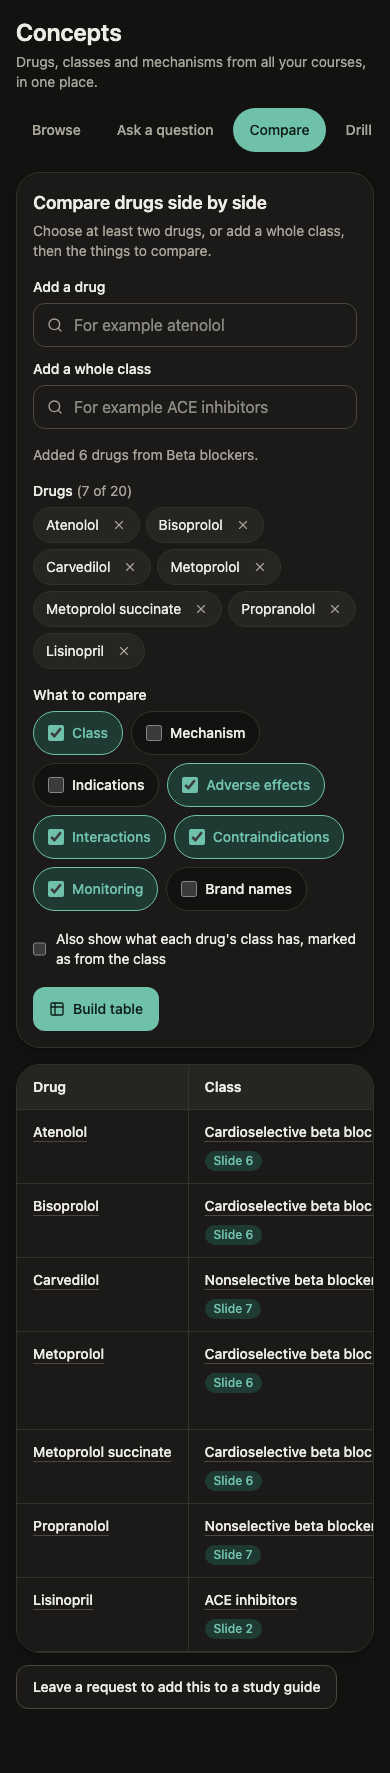 Concepts
Drugs, classes and mechanisms from all your courses,
in one place.
Browse Ask a question Compare Drill
Compare drugs side by side
Choose at least two drugs, or add a whole class,
then the things to compare.
Add a drug
For example atenolol
Add a whole class
For example ACE inhibitors
Added 6 drugs from Beta blockers.
Drugs (7 of 20)
Atenolol × Bisoprolol ×
Carvedilol × Metoprolol ×
Metoprolol succinate × Propranolol ×
Lisinopril ×
What to compare
Class Mechanism
Indications Adverse effects
Interactions Contraindications
Monitoring Brand names
Also show what each drug's class has, marked
as from the class
Build table
Drug Class
Atenolol Cardioselective beta bloc
Slide 6
Bisoprolol Cardioselective beta bloc
Slide 6
Carvedilol Nonselective beta blocker
Slide 7
Metoprolol Cardioselective beta bloc
Slide 6
Metoprolol succinate Cardioselective beta bloc
Slide 6
Propranolol Nonselective beta blocker
Slide 7
Lisinopril ACE inhibitors
Slide 2
Leave a request to add this to a study guide